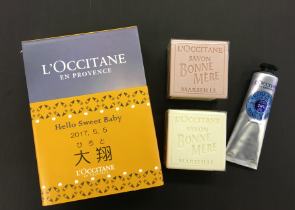 L'OCCITANE
EN PROVENCE
Hello Sweet Baby
2017. 5. 5
ひろと
大翔
L'OCCITANE
L'OCCITANE
SAVON
BONNE
MÈRE
MARSEILLE
L'OCCITANE
SAVON
BONNE
MÈRE
MARSEILLE
L'OCCITANE